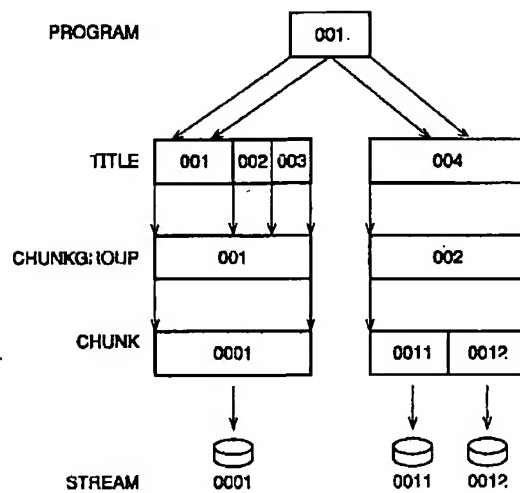 PROGRAM 001.
TITLE 001 002 003 004
CHUNKGROUP 001 002
CHUNK 0001 0011 0012
STREAM 0001 0011 0012